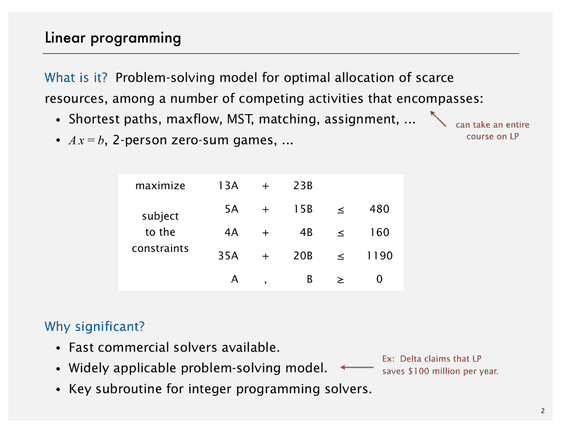 Linear programming
What is it? Problem-solving model for optimal allocation of scarce
resources, among a number of competing activities that encompasses:
• Shortest paths, maxflow, MST, matching, assignment, ...
• A x = b, 2-person zero-sum games, ...
can take an entire
course on LP
maximize 13A + 23B
subject
to the
constraints
5A + 15B ≤ 480
4A + 4B ≤ 160
35A + 20B ≤ 1190
A , B ≥ 0
Why significant?
• Fast commercial solvers available.
• Widely applicable problem-solving model.
• Key subroutine for integer programming solvers.
Ex: Delta claims that LP
saves $100 million per year.
2